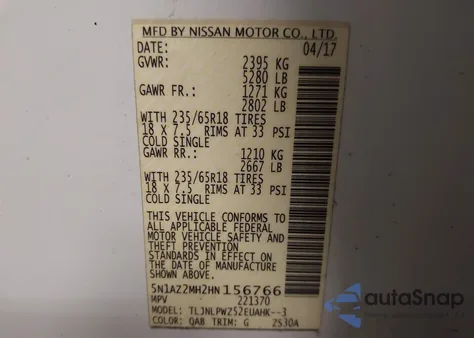 MFD BY NISSAN MOTOR CO., LTD.
DATE: 04/17
GVWR: 2395 KG
5280 LB
GAWR FR.: 1271 KG
2802 LB
WITH 235/65R18 TIRES
18 X 7.5 RIMS AT 33 PSI
COLD SINGLE
GAWR RR.: 1210 KG
2667 LB
WITH 235/65R18 TIRES
18 X 7.5 RIMS AT 33 PSI
COLD SINGLE
THIS VEHICLE CONFORMS TO
ALL APPLICABLE FEDERAL
MOTOR VEHICLE SAFETY AND
THEFT PREVENTION
STANDARDS IN EFFECT ON
THE DATE OF MANUFACTURE
SHOWN ABOVE.
5N1AZ2MH2HN156766
MPV 221370
MODEL: TLJNLPWZ52EUAHK--3
COLOR: QAB TRIM: G 2S30A
autoSnap